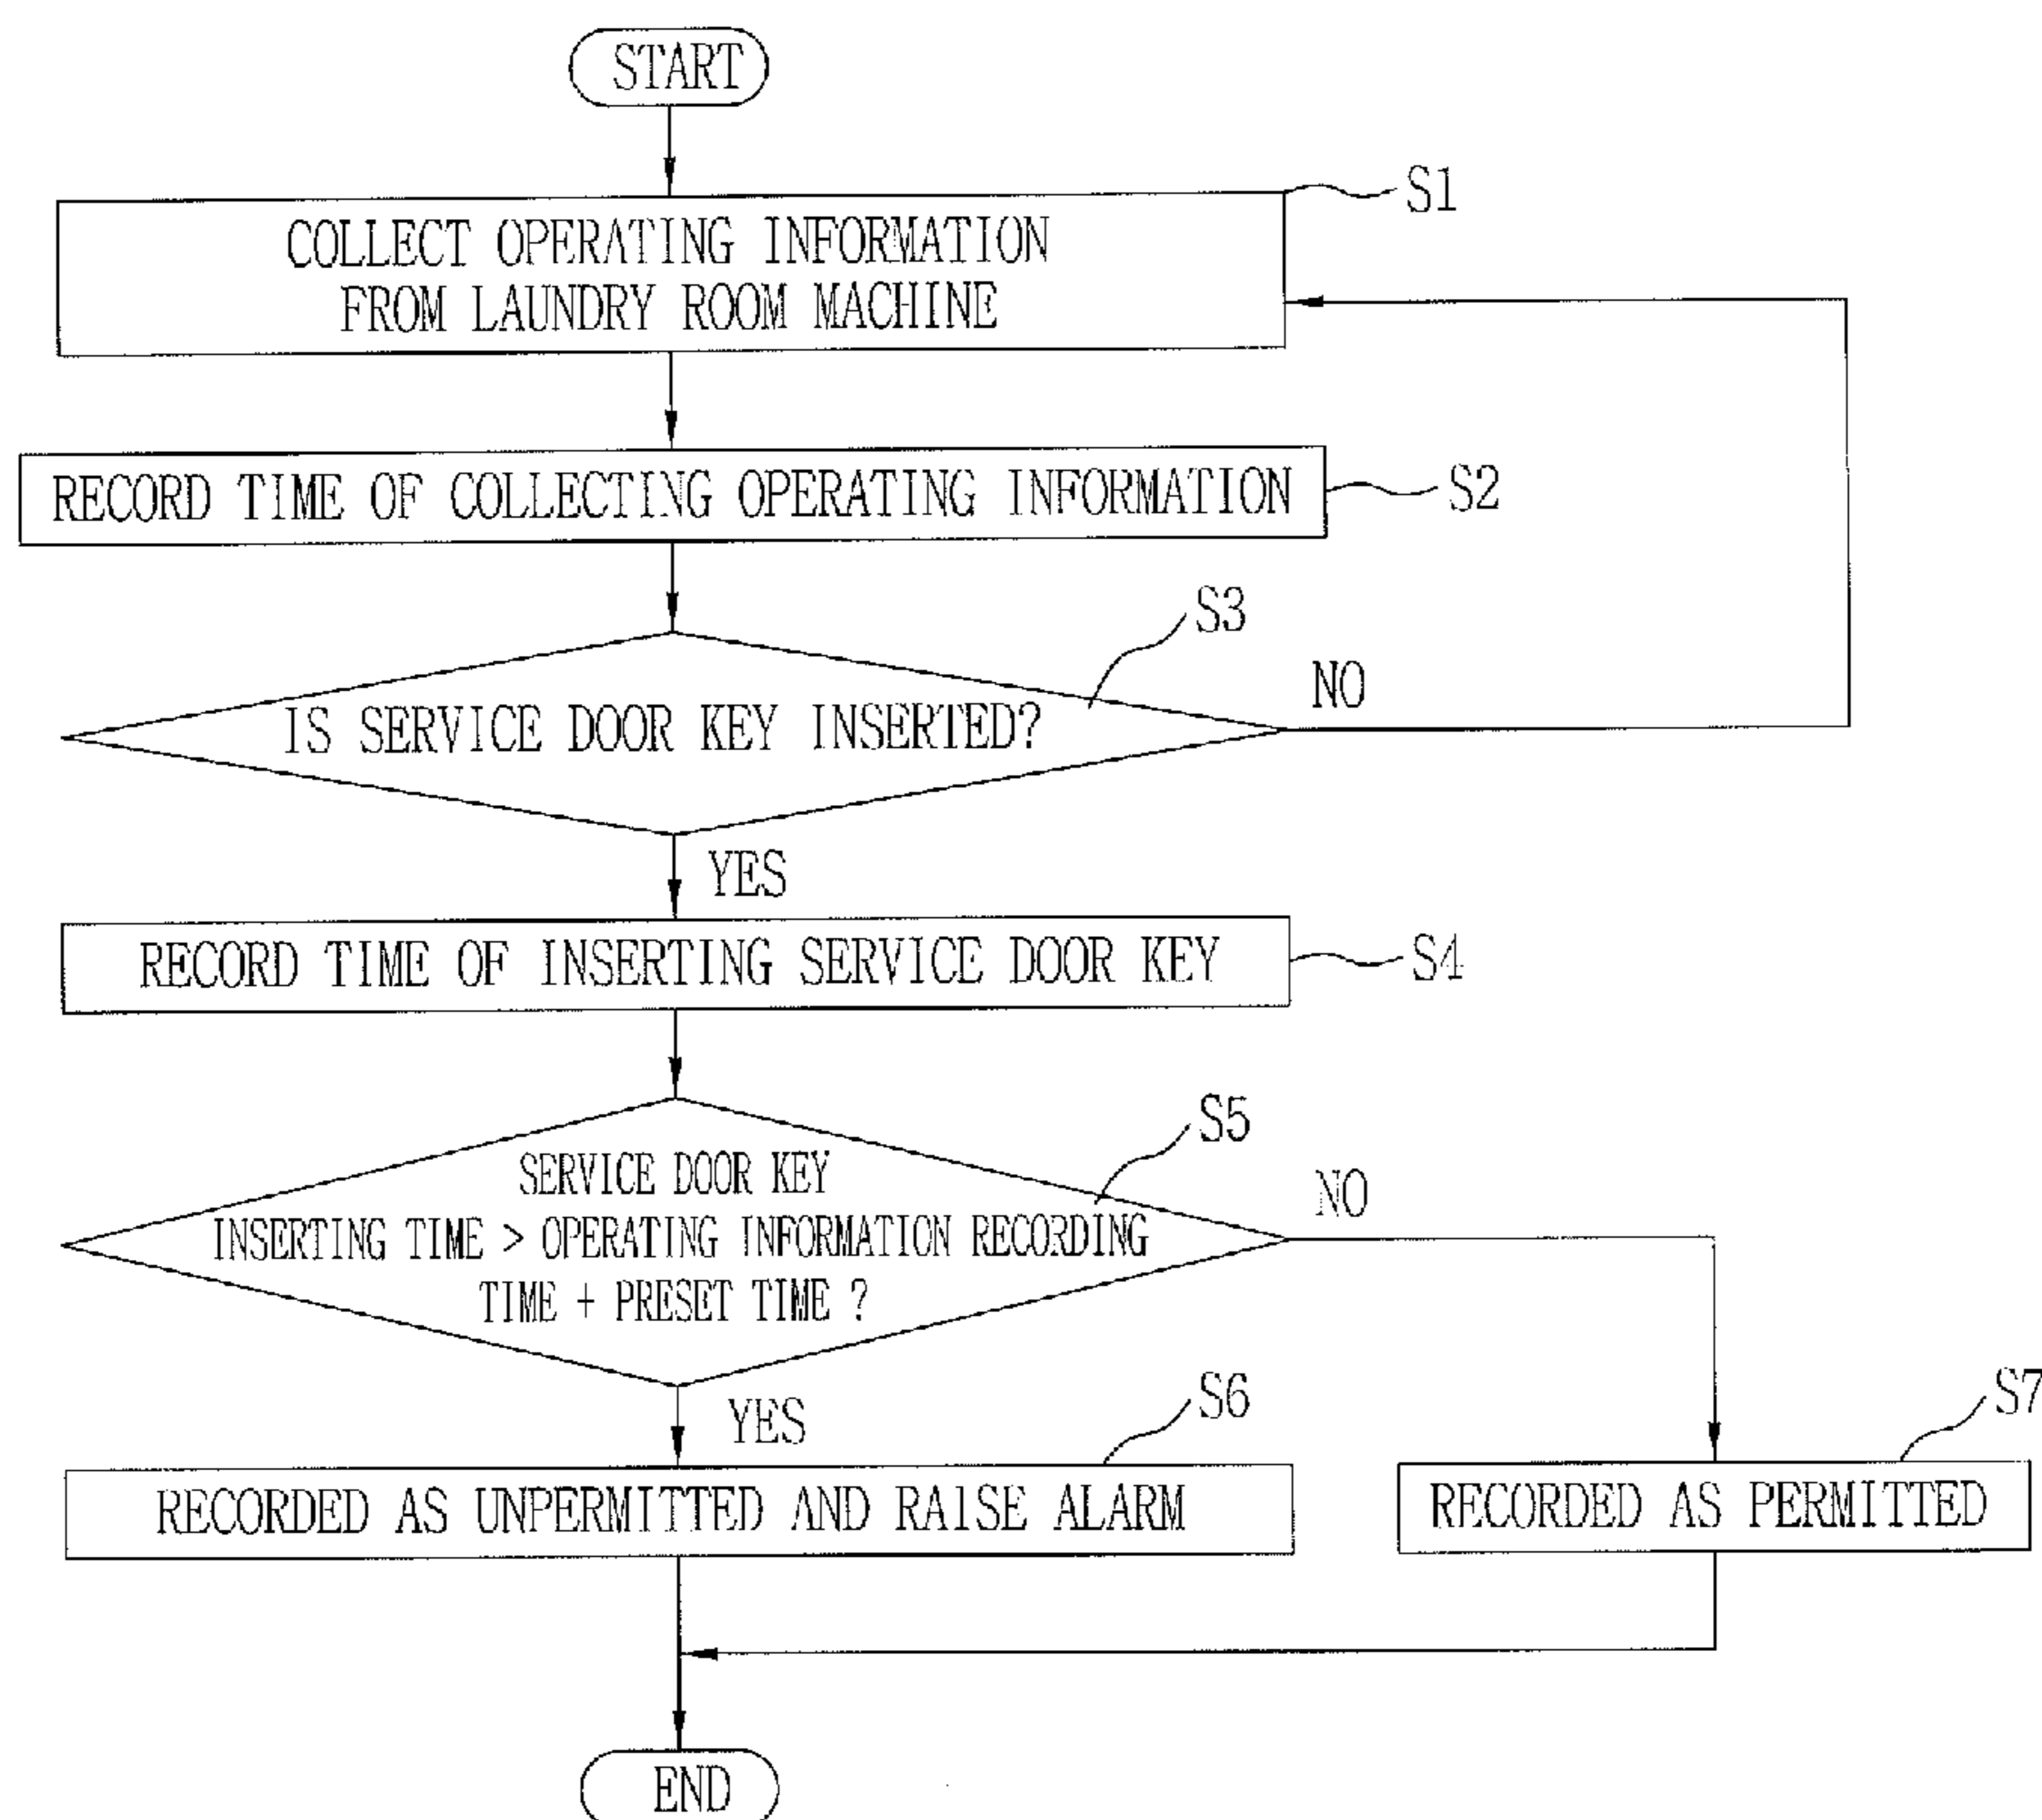 START
S1
COLLECT OPERATING INFORMATION
FROM LAUNDRY ROOM MACHINE
RECORD TIME OF COLLECTING OPERATING INFORMATION
S2
S3
NO
IS SERVICE DOOR KEY INSERTED?
YES
RECORD TIME OF INSERTING SERVICE DOOR KEY
S4
S5
SERVICE DOOR KEY
NO
INSERTING TIME > OPERATING INFORMATION RECORDING
TIME + PRESET TIME ?
YES
S6
S7
RECORDED AS UNPERMITTED AND RAISE ALARM
RECORDED AS PERMITTED
END